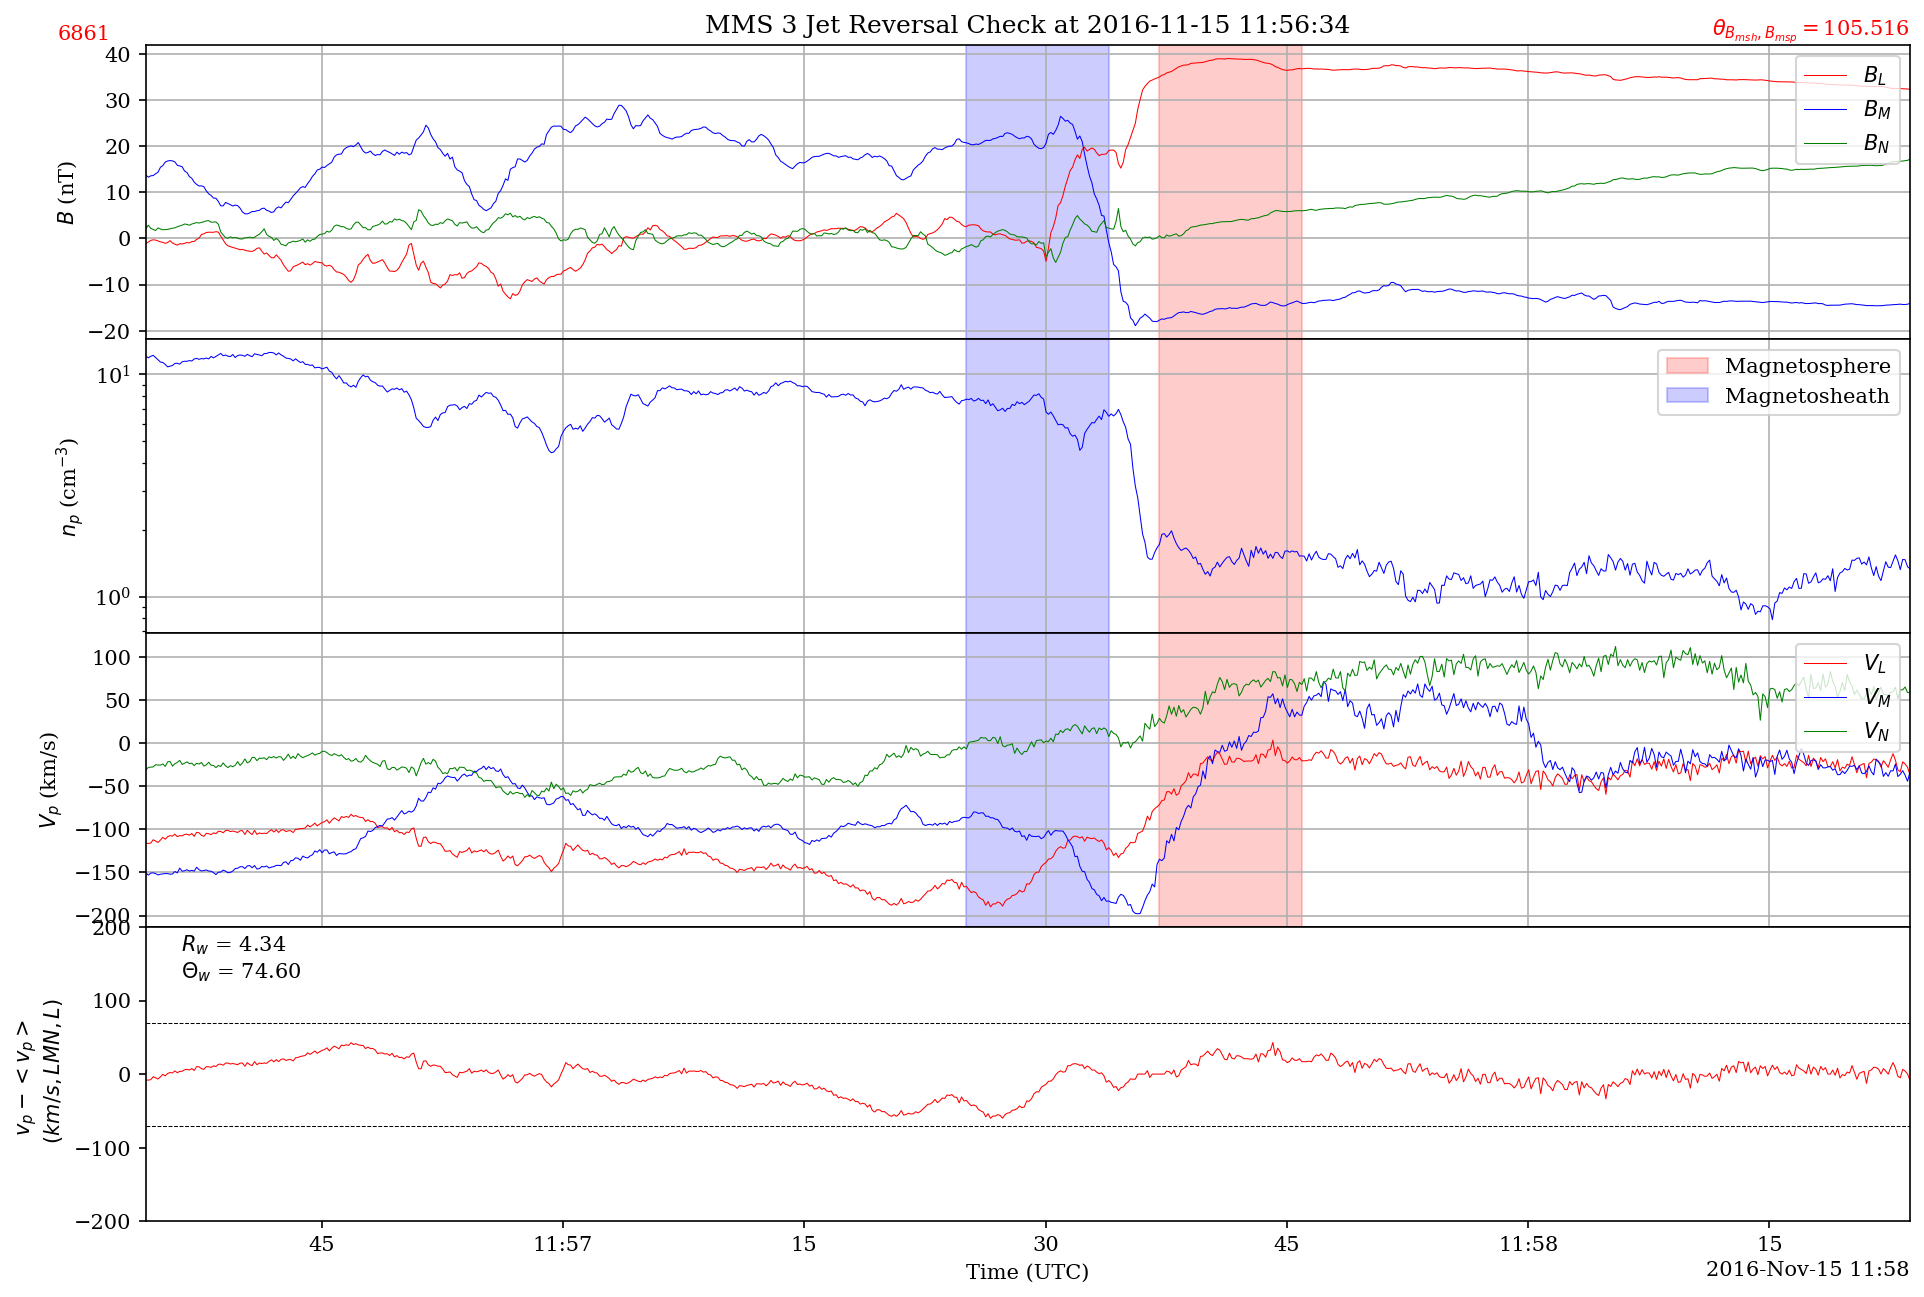 MMS 3 Jet Reversal Check at 2016-11-15 11:56:34
6861
θ_{B_{msh}, B_{msp}} = 105.516
40
30
20
10
0
−10
−20
B (nT)
B_L
B_M
B_N
10¹
10⁰
n_p (cm⁻³)
Magnetosphere
Magnetosheath
100
50
0
−50
−100
−150
−200
V_p (km/s)
V_L
V_M
V_N
200
100
0
−100
−200
v_p − < v_p >
(km/s, LMN, L)
R_w = 4.34
Θ_w = 74.60
45 11:57 15 30 45 11:58 15
Time (UTC)
2016-Nov-15 11:58